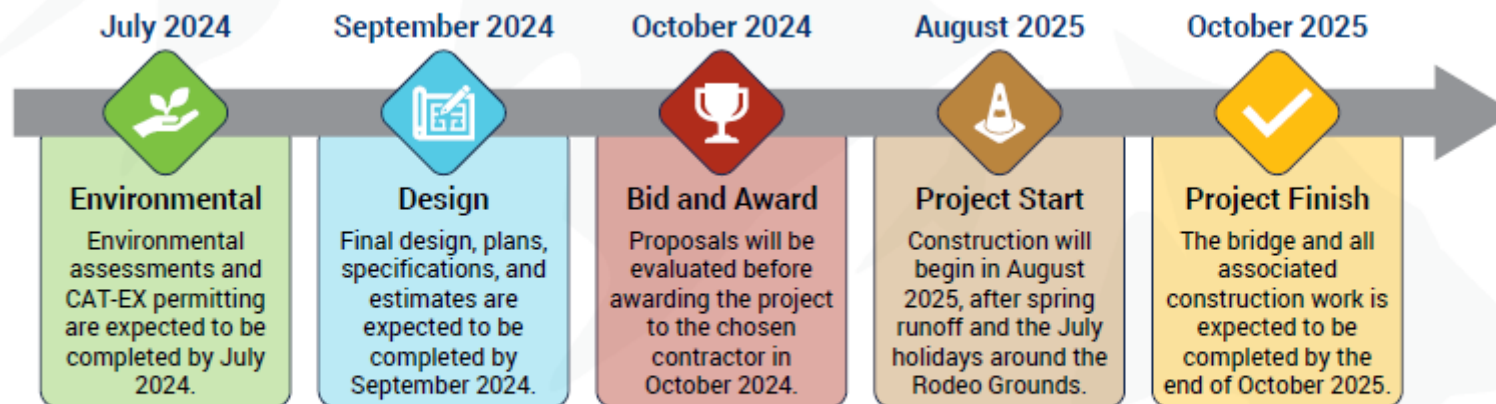 July 2024
September 2024
October 2024
August 2025
October 2025
Environmental
Environmental
assessments and
CAT-EX permitting
are expected to be
completed by July
2024.
Design
Final design, plans,
specifications, and
estimates are
expected to be
completed by
September 2024.
Bid and Award
Proposals will be
evaluated before
awarding the project
to the chosen
contractor in
October 2024.
Project Start
Construction will
begin in August
2025, after spring
runoff and the July
holidays around the
Rodeo Grounds.
Project Finish
The bridge and all
associated
construction work is
expected to be
completed by the
end of October 2025.